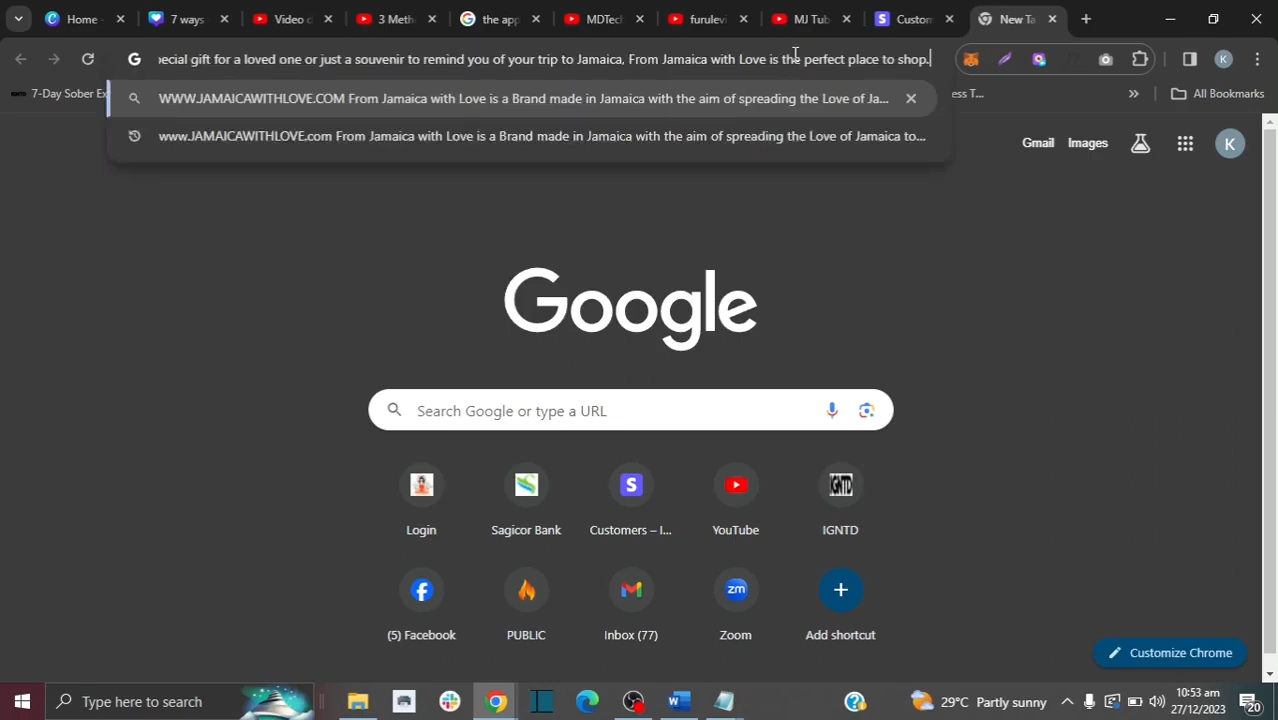 Home -
7 ways
Video
3 Meth
the app
MDTec
furulevi
MJ Tub
Custom
New Ta
pecial gift for a loved one or just a souvenir to remind you of your trip to Jamaica, From Jamaica with Love is the perfect place to shop.
K
7-Day Sober Ex
WWW.JAMAICAWITHLOVE.COM From Jamaica with Love is a Brand made in Jamaica with the aim of spreading the Love of Ja...
ess T...
All Bookmarks
www.JAMAICAWITHLOVE.com From Jamaica with Love is a Brand made in Jamaica with the aim of spreading the Love of Jamaica to...
Gmail
Images
K
Google
Search Google or type a URL
S
IGNTD
Login
Sagicor Bank
Customers – I...
YouTube
IGNTD
zm
(5) Facebook
PUBLIC
Inbox (77)
Zoom
Add shortcut
Customize Chrome
Type here to search
29°C Partly sunny
10:53 am
27/12/2023
20